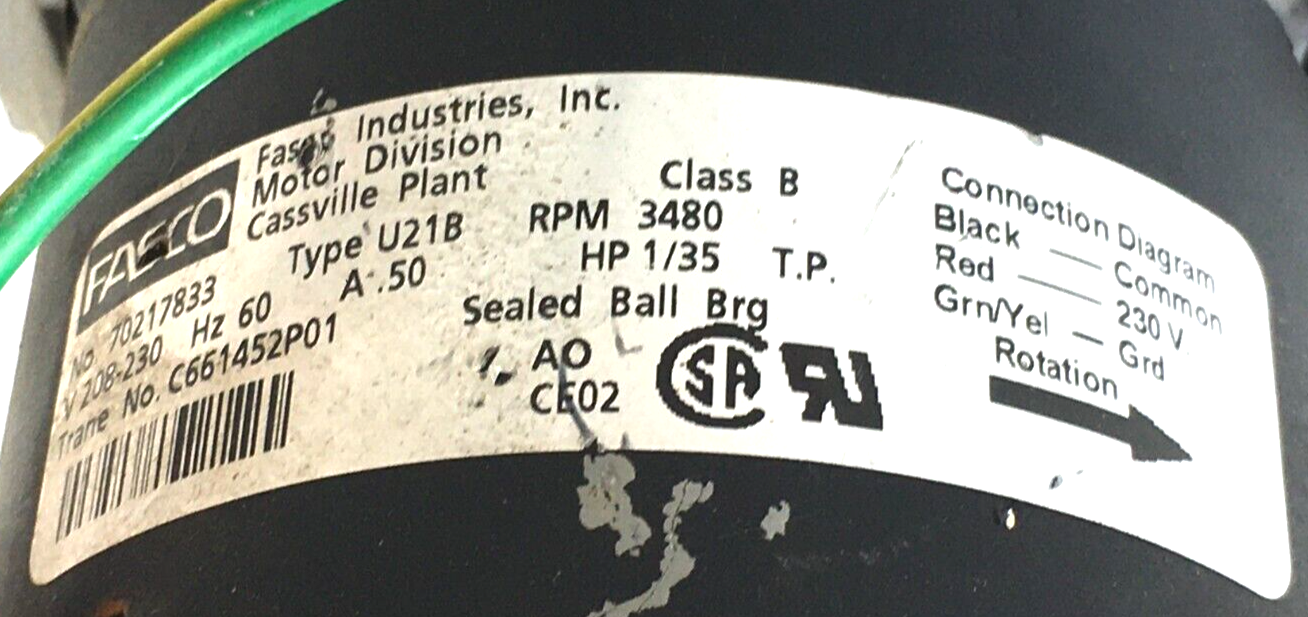 FASCO
Fasco Industries, Inc.
Motor Division
Cassville Plant
No. 70217833
Type U21B
V 208-230 Hz 60
A .50
Trane No. C661452P01
Class B
RPM 3480
HP 1/35 T.P.
Sealed Ball Brg
AO
CE02
SA
RU
Connection Diagram
Black — Common
Red — 230 V
Grn/Yel — Grd
Rotation